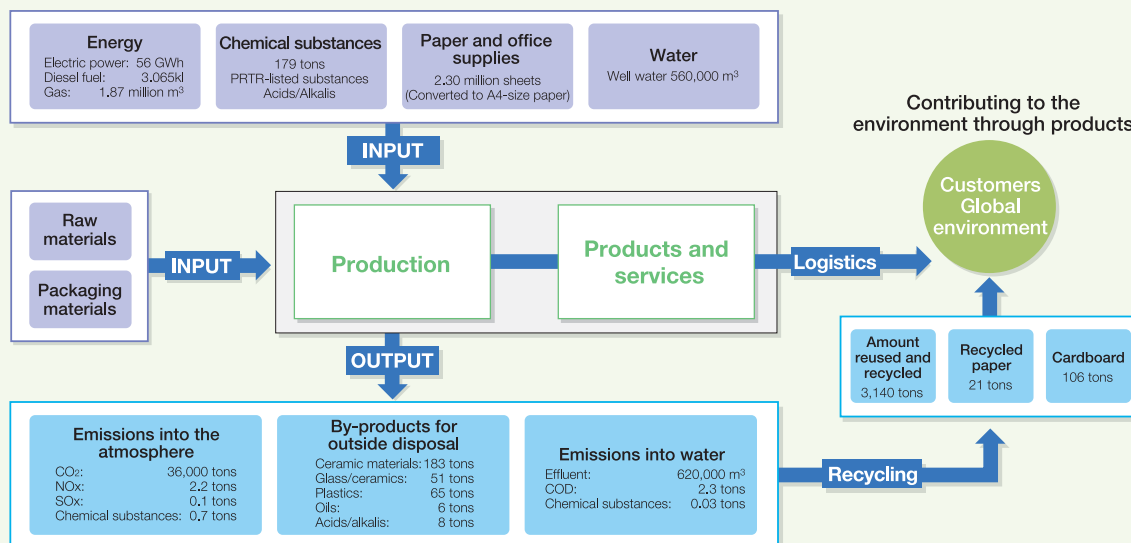 Energy
Electric power: 56 GWh
Diesel fuel: 3.065kl
Gas: 1.87 million m³
Chemical substances
179 tons
PRTR-listed substances
Acids/Alkalis
Paper and office
supplies
2.30 million sheets
(Converted to A4-size paper)
Water
Well water 560,000 m³
INPUT
Contributing to the
environment through products
Customers
Global
environment
Raw
materials
Packaging
materials
INPUT
Production
Products and
services
Logistics
OUTPUT
Amount
reused and
recycled
3,140 tons
Recycled
paper
21 tons
Cardboard
106 tons
Emissions into the
atmosphere
CO₂: 36,000 tons
NOx: 2.2 tons
SOx: 0.1 tons
Chemical substances: 0.7 tons
By-products for
outside disposal
Ceramic materials: 183 tons
Glass/ceramics: 51 tons
Plastics: 65 tons
Oils: 6 tons
Acids/alkalis: 8 tons
Emissions into water
Effluent: 620,000 m³
COD: 2.3 tons
Chemical substances: 0.03 tons
Recycling